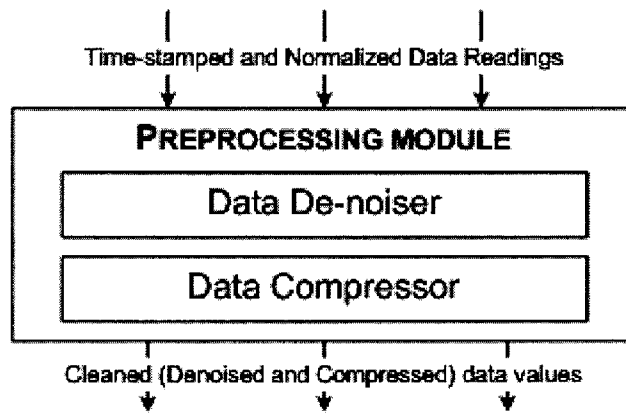 Time-stamped and Normalized Data Readings
PREPROCESSING MODULE
Data De-noiser
Data Compressor
Cleaned (Denoised and Compressed) data values